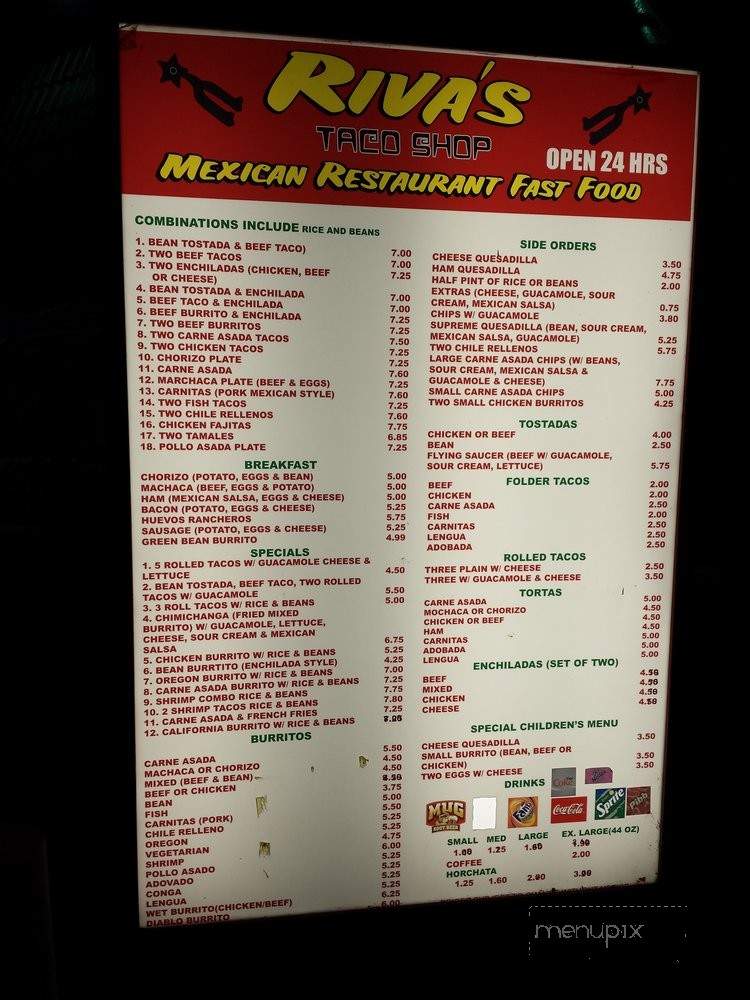 RIVA'S
TACO SHOP
OPEN 24 HRS
MEXICAN RESTAURANT FAST FOOD
COMBINATIONS INCLUDE RICE AND BEANS
1. BEAN TOSTADA & BEEF TACO) 7.00
2. TWO BEEF TACOS 7.00
3. TWO ENCHILADAS (CHICKEN, BEEF 7.25
OR CHEESE)
4. BEAN TOSTADA & ENCHILADA 7.00
5. BEEF TACO & ENCHILADA 7.00
6. BEEF BURRITO & ENCHILADA 7.25
7. TWO BEEF BURRITOS 7.25
8. TWO CARNE ASADA TACOS 7.50
9. TWO CHICKEN TACOS 7.25
10. CHORIZO PLATE 7.25
11. CARNE ASADA 7.60
12. MARCHACA PLATE (BEEF & EGGS) 7.25
13. CARNITAS (PORK MEXICAN STYLE) 7.60
14. TWO FISH TACOS 7.25
15. TWO CHILE RELLENOS 7.60
16. CHICKEN FAJITAS 7.75
17. TWO TAMALES 6.85
18. POLLO ASADA PLATE 7.25
BREAKFAST
CHORIZO (POTATO, EGGS & BEAN) 5.00
MACHACA (BEEF, EGGS & POTATO) 5.00
HAM (MEXICAN SALSA, EGGS & CHEESE) 5.00
BACON (POTATO, EGGS & CHEESE) 5.25
HUEVOS RANCHEROS 5.75
SAUSAGE (POTATO, EGGS & CHEESE) 5.25
GREEN BEAN BURRITO 4.99
SPECIALS
1. 5 ROLLED TACOS W/ GUACAMOLE CHEESE &
LETTUCE 4.50
2. BEAN TOSTADA, BEEF TACO, TWO ROLLED
TACOS W/ GUACAMOLE 5.50
3. 3 ROLL TACOS W/ RICE & BEANS 5.00
4. CHIMICHANGA (FRIED MIXED
BURRITO) W/ GUACAMOLE, LETTUCE,
CHEESE, SOUR CREAM & MEXICAN
SALSA 6.75
5. CHICKEN BURRITO W/ RICE & BEANS 5.25
6. BEAN BURRTITO (ENCHILADA STYLE) 4.25
7. OREGON BURRITO W/ RICE & BEANS 7.00
8. CARNE ASADA BURRITO W/ RICE & BEANS 7.25
9. SHRIMP COMBO RICE & BEANS 7.75
10. 2 SHRIMP TACOS RICE & BEANS 7.80
11. CARNE ASADA & FRENCH FRIES 7.25
12. CALIFORNIA BURRITO W/ RICE & BEANS
BURRITOS
CARNE ASADA 5.50
MACHACA OR CHORIZO 4.50
MIXED (BEEF & BEAN) 4.50
BEEF OR CHICKEN
BEAN 3.75
FISH 5.00
CARNITAS (PORK) 5.50
CHILE RELLENO 5.25
OREGON 5.25
VEGETARIAN 4.75
SHRIMP 6.00
POLLO ASADO 5.25
ADOVADO 5.25
CONGA 5.25
LENGUA 5.25
WET BURRITO(CHICKEN/BEEF) 6.25
DIABLO BURRITO 6.00
SIDE ORDERS
CHEESE QUESADILLA 3.50
HAM QUESADILLA 4.75
HALF PINT OF RICE OR BEANS 2.00
EXTRAS (CHEESE, GUACAMOLE, SOUR
CREAM, MEXICAN SALSA) 0.75
CHIPS W/ GUACAMOLE 3.80
SUPREME QUESADILLA (BEAN, SOUR CREAM,
MEXICAN SALSA, GUACAMOLE) 5.25
TWO CHILE RELLENOS 5.75
LARGE CARNE ASADA CHIPS (W/ BEANS,
SOUR CREAM, MEXICAN SALSA &
GUACAMOLE & CHEESE) 7.75
SMALL CARNE ASADA CHIPS 5.00
TWO SMALL CHICKEN BURRITOS 4.25
TOSTADAS
CHICKEN OR BEEF 4.00
BEAN 2.50
FLYING SAUCER (BEEF W/ GUACAMOLE,
SOUR CREAM, LETTUCE) 5.75
FOLDER TACOS
BEEF 2.00
CHICKEN 2.00
CARNE ASADA 2.50
FISH 2.00
CARNITAS 2.50
LENGUA 2.50
ADOBADA 2.50
ROLLED TACOS
THREE PLAIN W/ CHEESE 2.50
THREE W/ GUACAMOLE & CHEESE 3.50
TORTAS
CARNE ASADA 5.00
MOCHACA OR CHORIZO 4.50
CHICKEN OR BEEF 4.50
HAM 4.50
CARNITAS 5.00
ADOBADA 5.00
LENGUA 5.00
ENCHILADAS (SET OF TWO)
BEEF
MIXED
CHICKEN
CHEESE
SPECIAL CHILDREN'S MENU
CHEESE QUESADILLA 3.50
SMALL BURRITO (BEAN, BEEF OR
CHICKEN) 3.50
TWO EGGS W/ CHEESE 3.50
DRINKS
Coke
MUG
ROOT BEER
Fanta
Coca-Cola
Sprite
Pibb
SMALL MED LARGE EX. LARGE(44 OZ)
1.00 1.25 1.60
COFFEE 2.00
HORCHATA
1.25 1.60 2.00 3.00
menupix